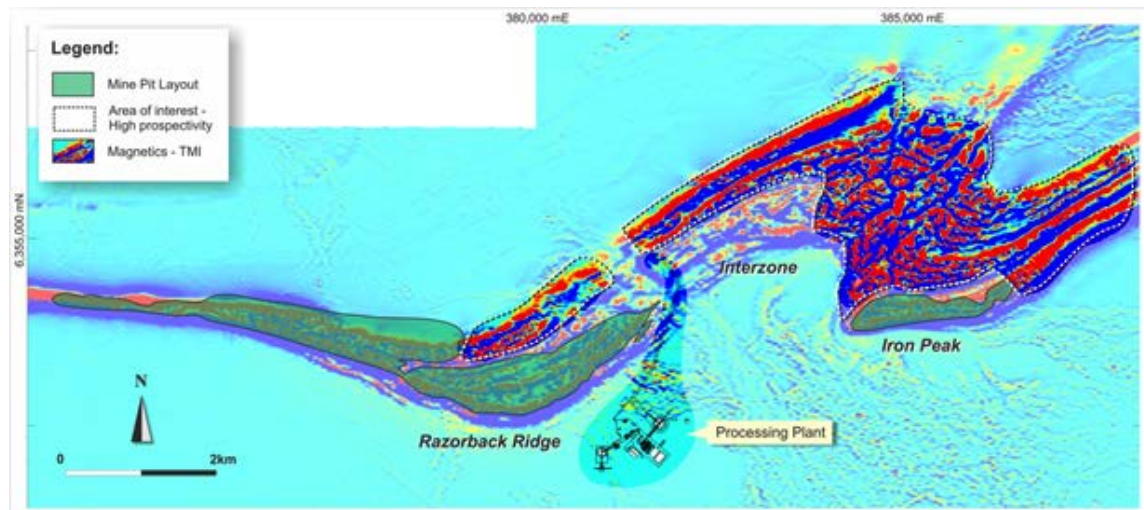 380,000 mE
385,000 mE
Legend:
Mine Pit Layout
Area of interest -
High prospectivity
Magnetics - TMI
6,355,000 mN
Interzone
Iron Peak
N
Razorback Ridge
Processing Plant
0
2km